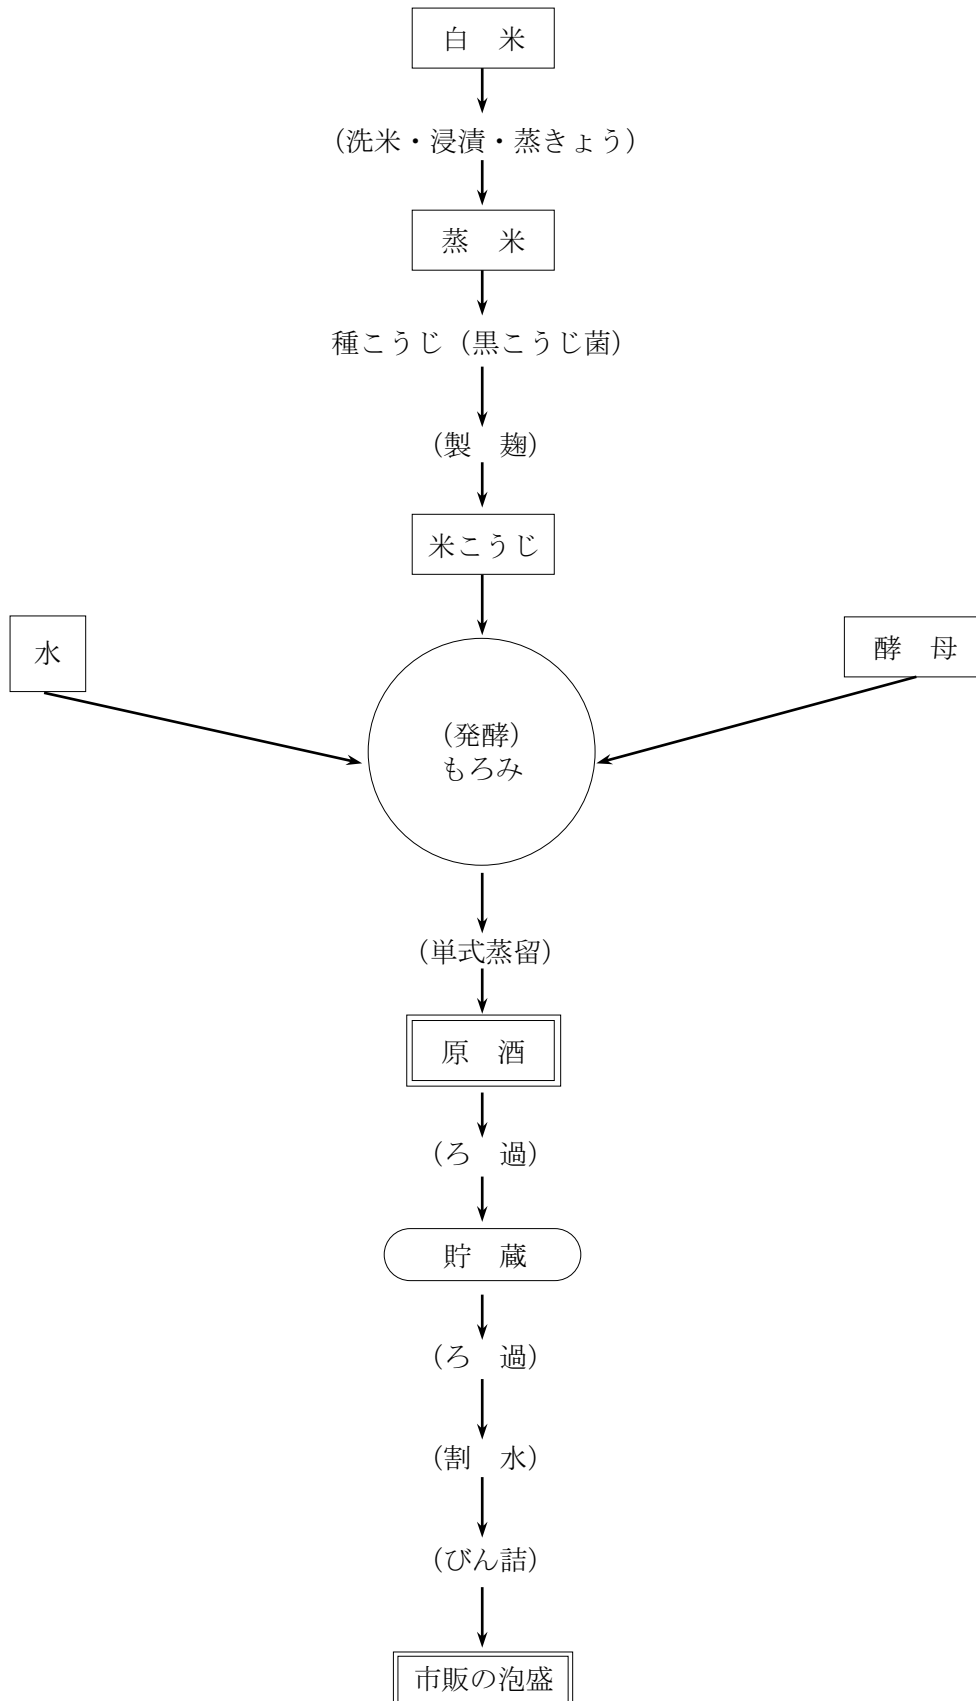 白　米
（洗米・浸漬・蒸きょう）
蒸　米
種こうじ（黒こうじ菌）
（製　麹）
米こうじ
水
酵　母
（発酵）
もろみ
（単式蒸留）
原　酒
（ろ　過）
貯　蔵
（ろ　過）
（割　水）
（びん詰）
市販の泡盛